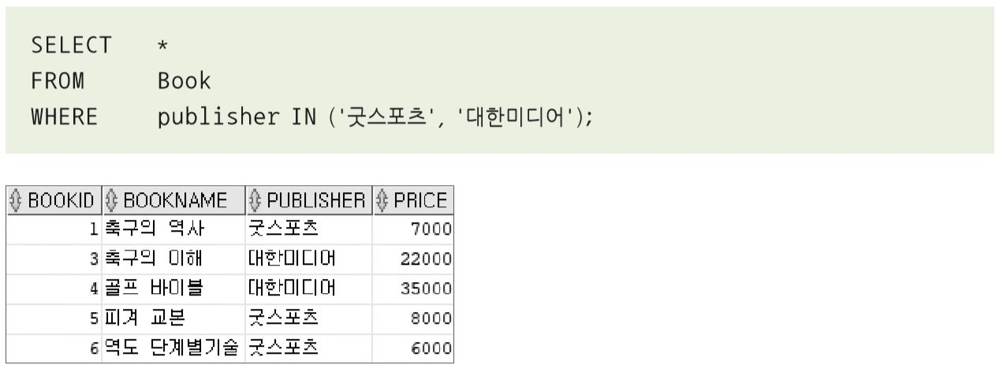 SELECT *
FROM Book
WHERE publisher IN ('굿스포츠', '대한미디어');
BOOKID BOOKNAME PUBLISHER PRICE
1 축구의 역사 굿스포츠 7000
3 축구의 이해 대한미디어 22000
4 골프 바이블 대한미디어 35000
5 피겨 교본 굿스포츠 8000
6 역도 단계별기술 굿스포츠 6000